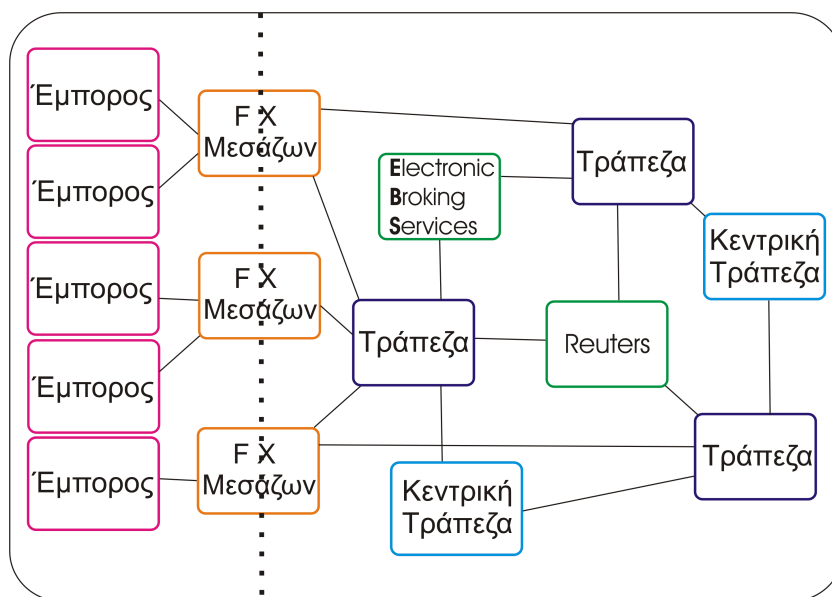 Έμπορος
Έμπορος
Έμπορος
Έμπορος
Έμπορος
F X
Μεσάζων
F X
Μεσάζων
F X
Μεσάζων
Electronic
Broking
Services
Τράπεζα
Κεντρική
Τράπεζα
Τράπεζα
Reuters
Τράπεζα
Κεντρική
Τράπεζα